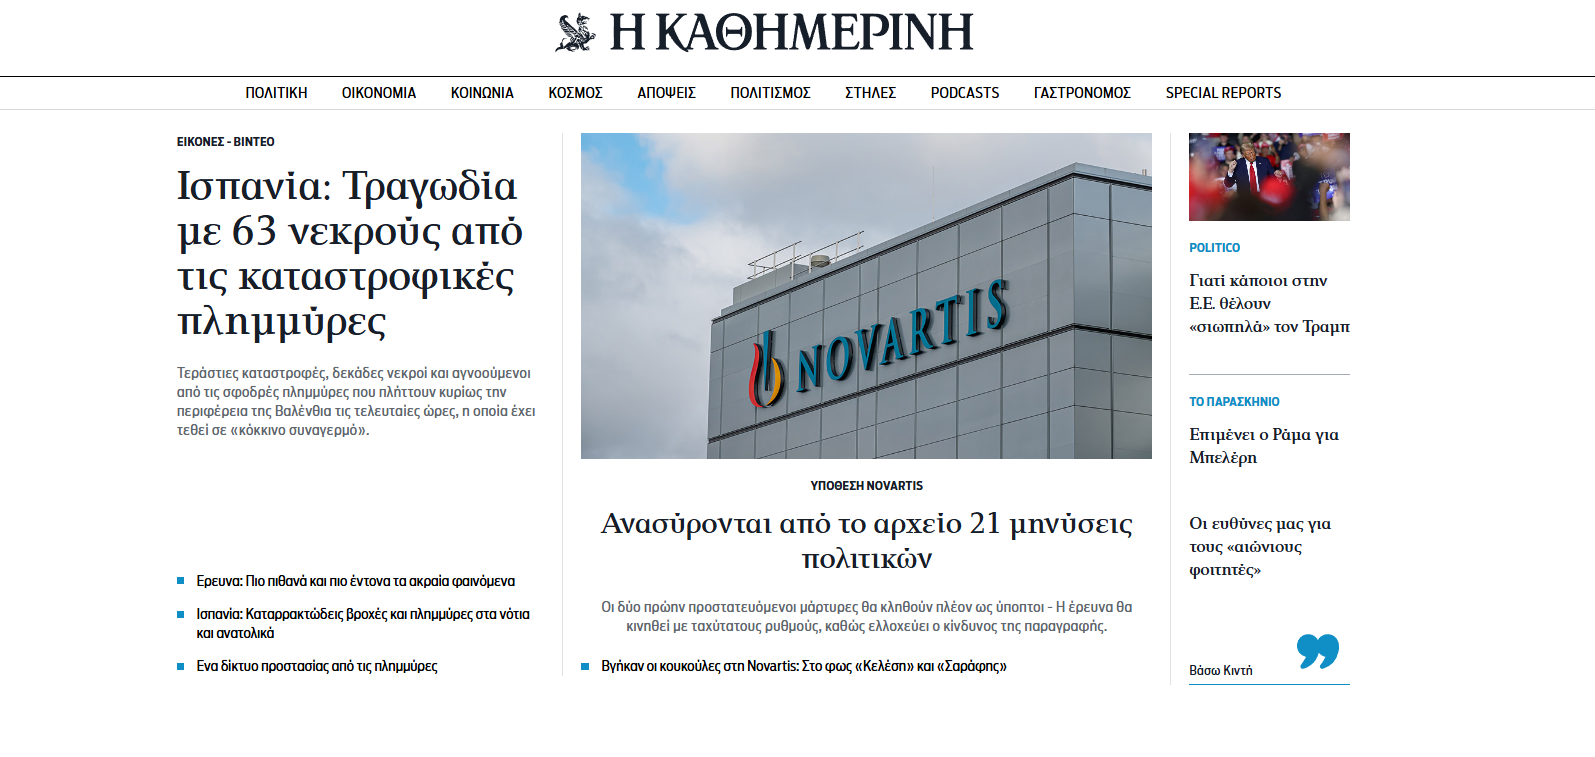 Η ΚΑΘΗΜΕΡΙΝΗ
ΠΟΛΙΤΙΚΗ ΟΙΚΟΝΟΜΙΑ ΚΟΙΝΩΝΙΑ ΚΟΣΜΟΣ ΑΠΟΨΕΙΣ ΠΟΛΙΤΙΣΜΟΣ ΣΤΗΛΕΣ PODCASTS ΓΑΣΤΡΟΝΟΜΟΣ SPECIAL REPORTS
ΕΙΚΟΝΕΣ - ΒΙΝΤΕΟ
Ισπανία: Τραγωδία
με 63 νεκρούς από
τις καταστροφικές
πλημμύρες
Τεράστιες καταστροφές, δεκάδες νεκροί και αγνοούμενοι
από τις σφοδρές πλημμύρες που πλήττουν κυρίως την
περιφέρεια της Βαλένθια τις τελευταίες ώρες, η οποία έχει
τεθεί σε «κόκκινο συναγερμό».
Ερευνα: Πιο πιθανά και πιο έντονα τα ακραία φαινόμενα
Ισπανία: Καταρρακτώδεις βροχές και πλημμύρες στα νότια
και ανατολικά
Ενα δίκτυο προστασίας από τις πλημμύρες
NOVARTIS
ΥΠΟΘΕΣΗ NOVARTIS
Ανασύρονται από το αρχείο 21 μηνύσεις
πολιτικών
Οι δύο πρώην προστατευόμενοι μάρτυρες θα κληθούν πλέον ως ύποπτοι - Η έρευνα θα
κινηθεί με ταχύτατους ρυθμούς, καθώς ελλοχεύει ο κίνδυνος της παραγραφής.
Βγήκαν οι κουκούλες στη Novartis: Στο φως «Κελέση» και «Σαράφης»
POLITICO
Γιατί κάποιοι στην
Ε.Ε. θέλουν
«σιωπηλά» τον Τραμπ
ΤΟ ΠΑΡΑΣΚΗΝΙΟ
Επιμένει ο Ράμα για
Μπελέρη
Οι ευθύνες μας για
τους «αιώνιους
φοιτητές»
Βάσω Κιντή